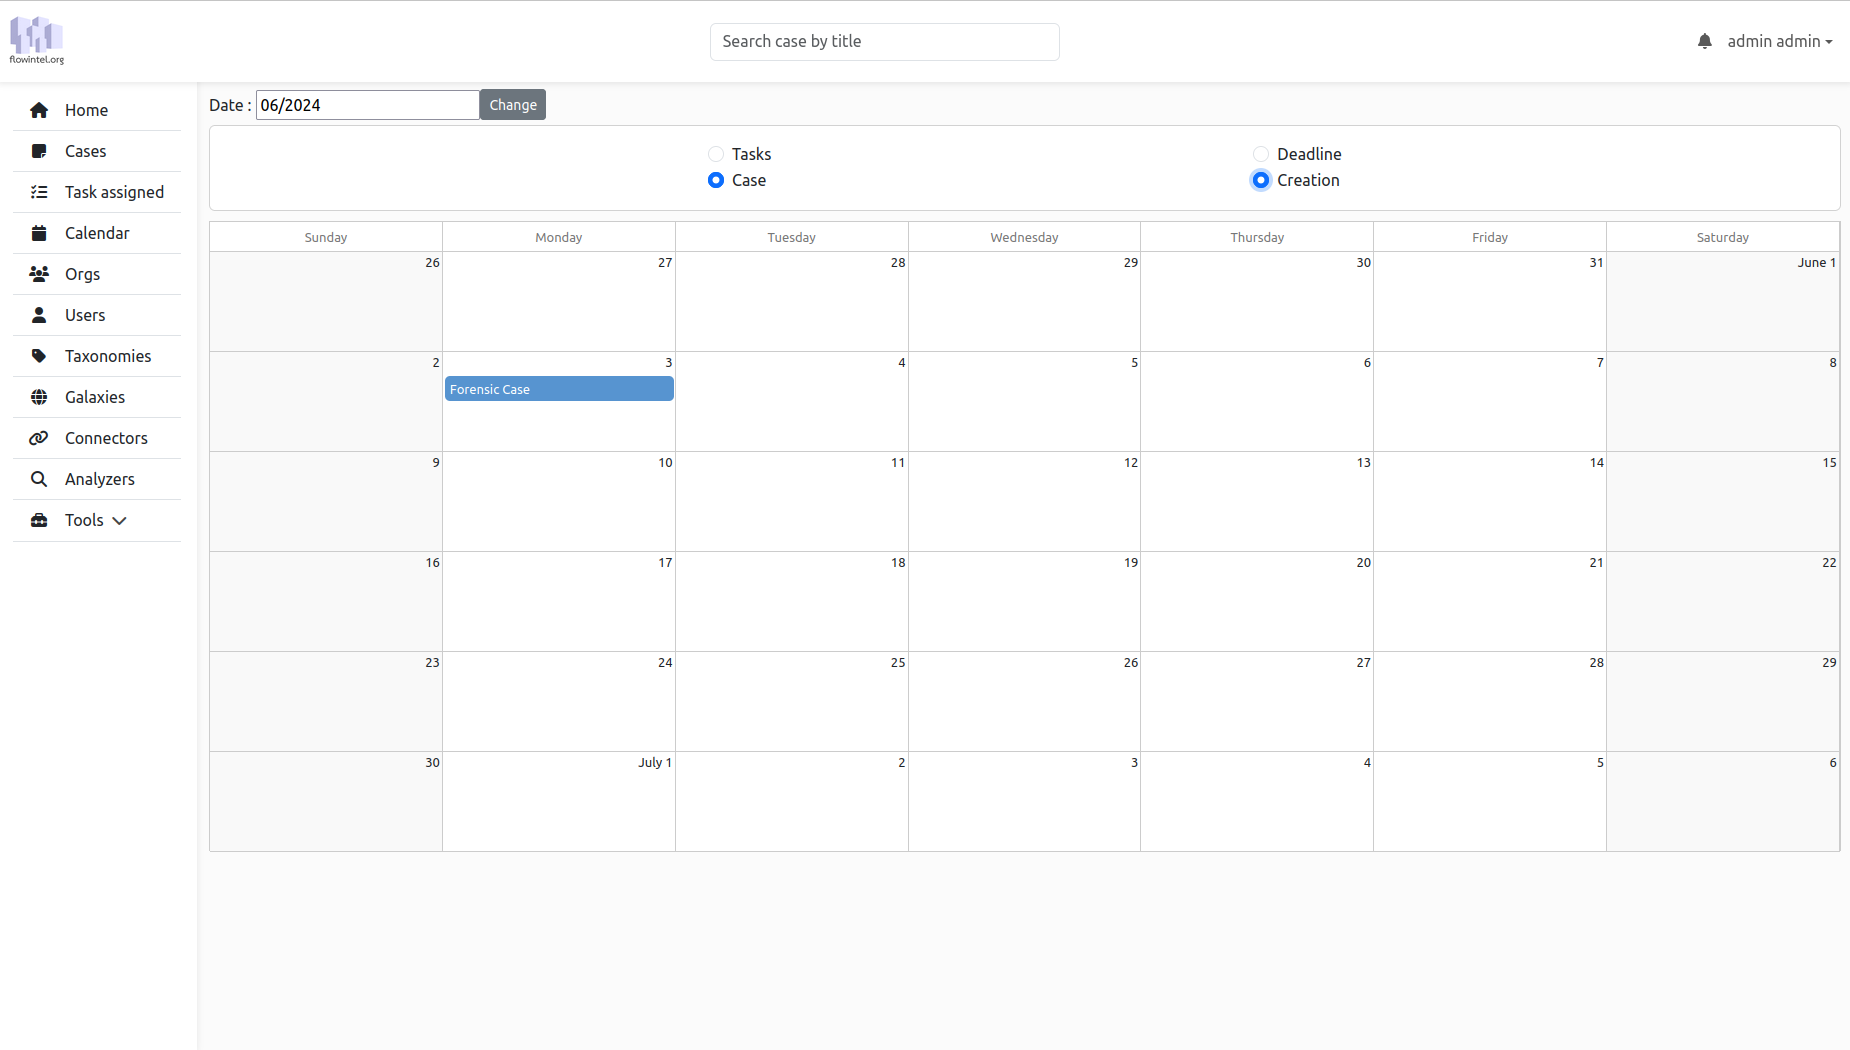 flowintel.org
Search case by title
admin admin
Home
Cases
Task assigned
Calendar
Orgs
Users
Taxonomies
Galaxies
Connectors
Analyzers
Tools
Date : 06/2024 Change
Tasks Deadline
Case Creation
Sunday Monday Tuesday Wednesday Thursday Friday Saturday
26 27 28 29 30 31 June 1
2 3 4 5 6 7 8
Forensic Case
9 10 11 12 13 14 15
16 17 18 19 20 21 22
23 24 25 26 27 28 29
30 July 1 2 3 4 5 6